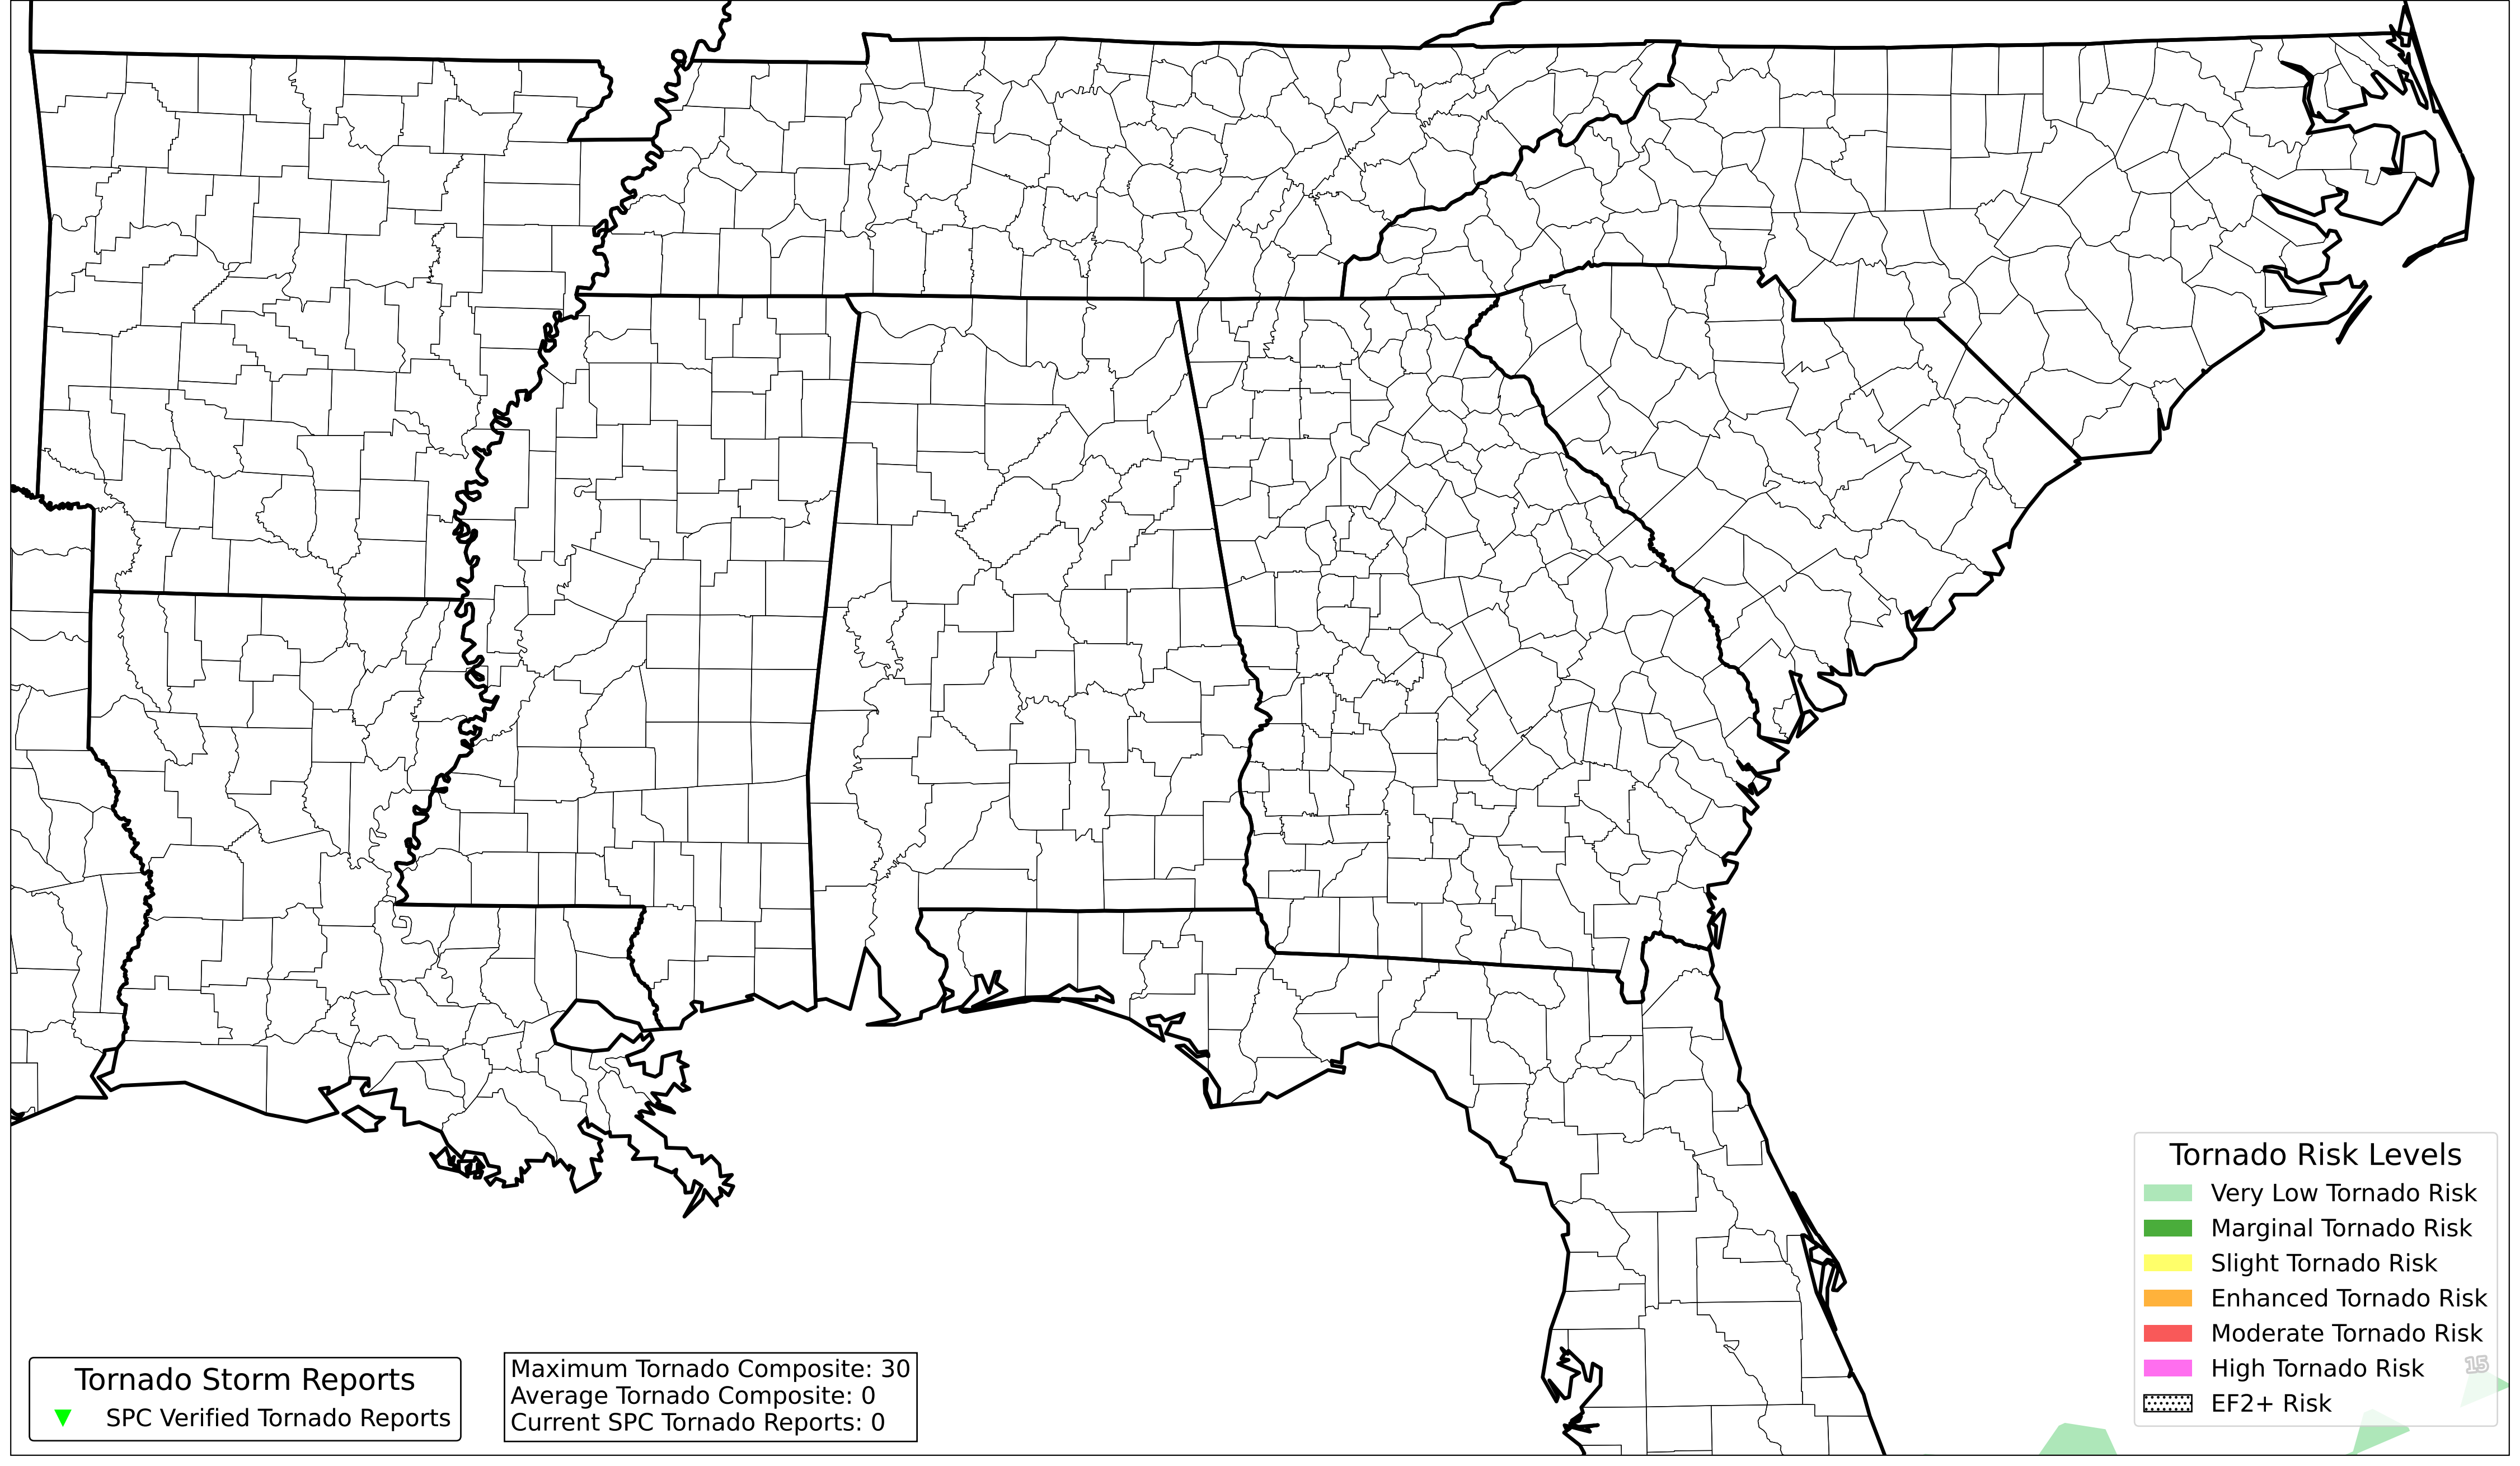 Tornado Risk Levels
Very Low Tornado Risk
Marginal Tornado Risk
Slight Tornado Risk
Enhanced Tornado Risk
Moderate Tornado Risk
High Tornado Risk
15
EF2+ Risk
Tornado Storm Reports
SPC Verified Tornado Reports
Maximum Tornado Composite: 30
Average Tornado Composite: 0
Current SPC Tornado Reports: 0